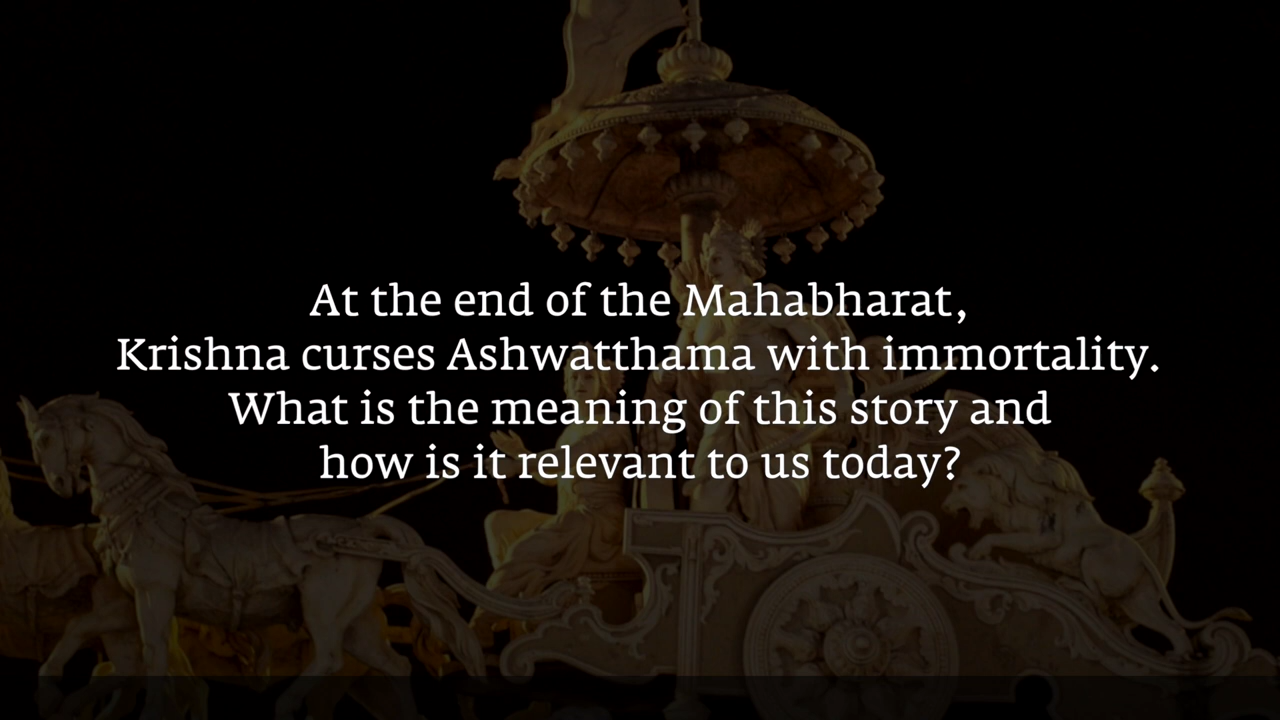 At the end of the Mahabharat,
Krishna curses Ashwatthama with immortality.
What is the meaning of this story and
how is it relevant to us today?